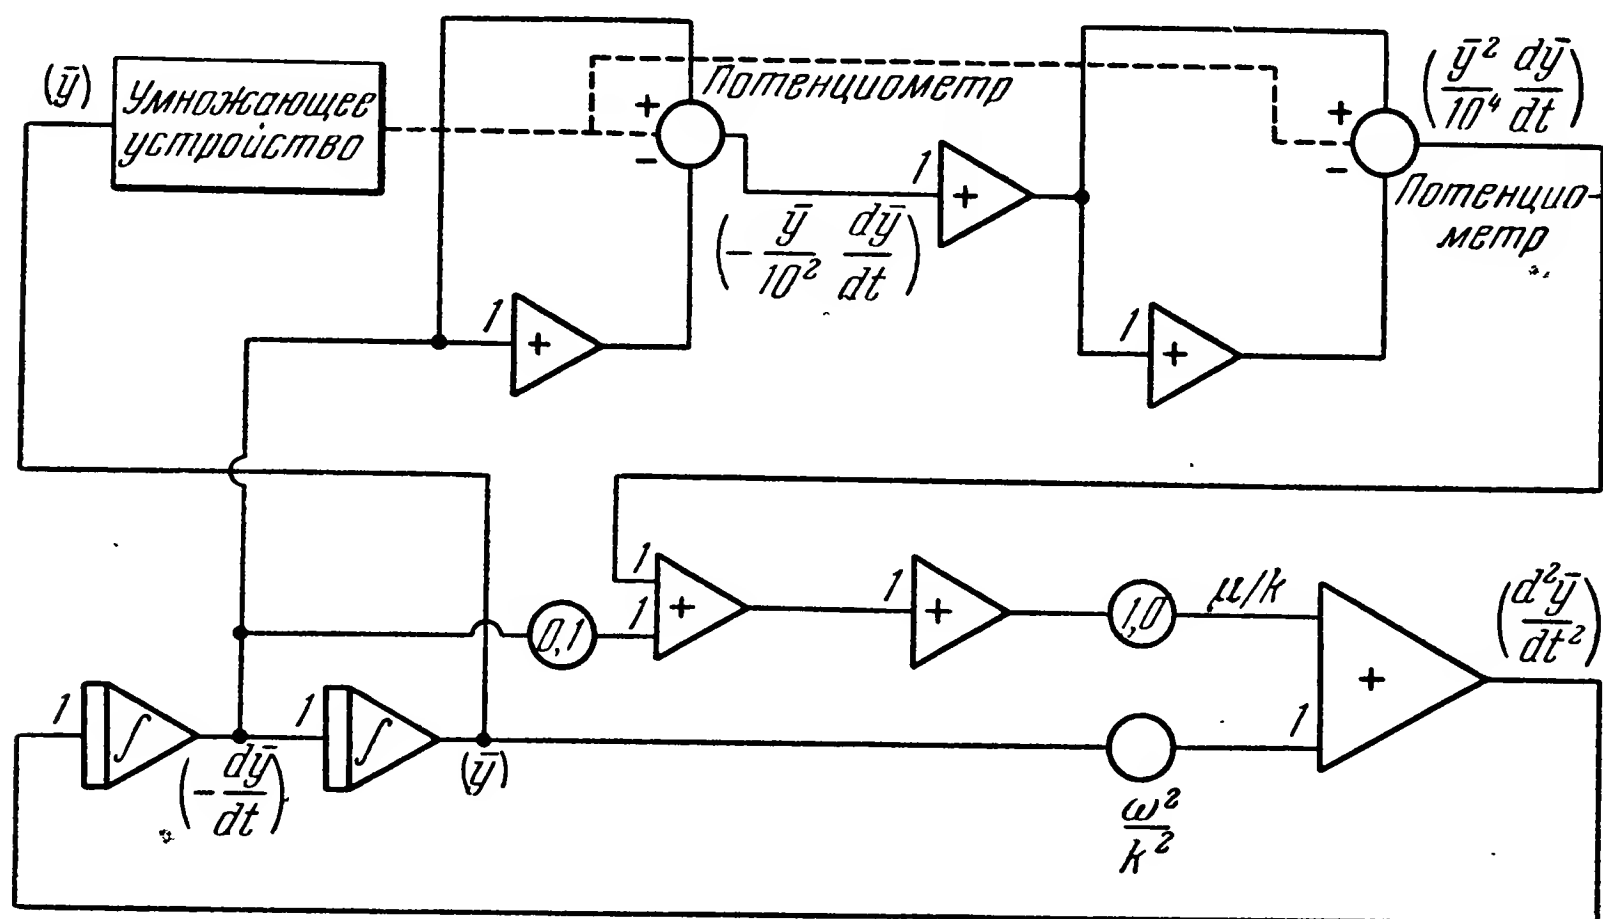 (ȳ)
Умножающее
устройство
+
−
Потенциометр
(− ȳ/10² dȳ/dt)
1
+
1
+
+
−
(ȳ²/10⁴ dȳ/dt)
Потенцио-
метр
1
+
1
1
+
0,1
1
+
1,0
μ/k
1
+
(d²ȳ/dt²)
1
∫
(− dȳ/dt)
1
∫
(ȳ)
ω²/k²